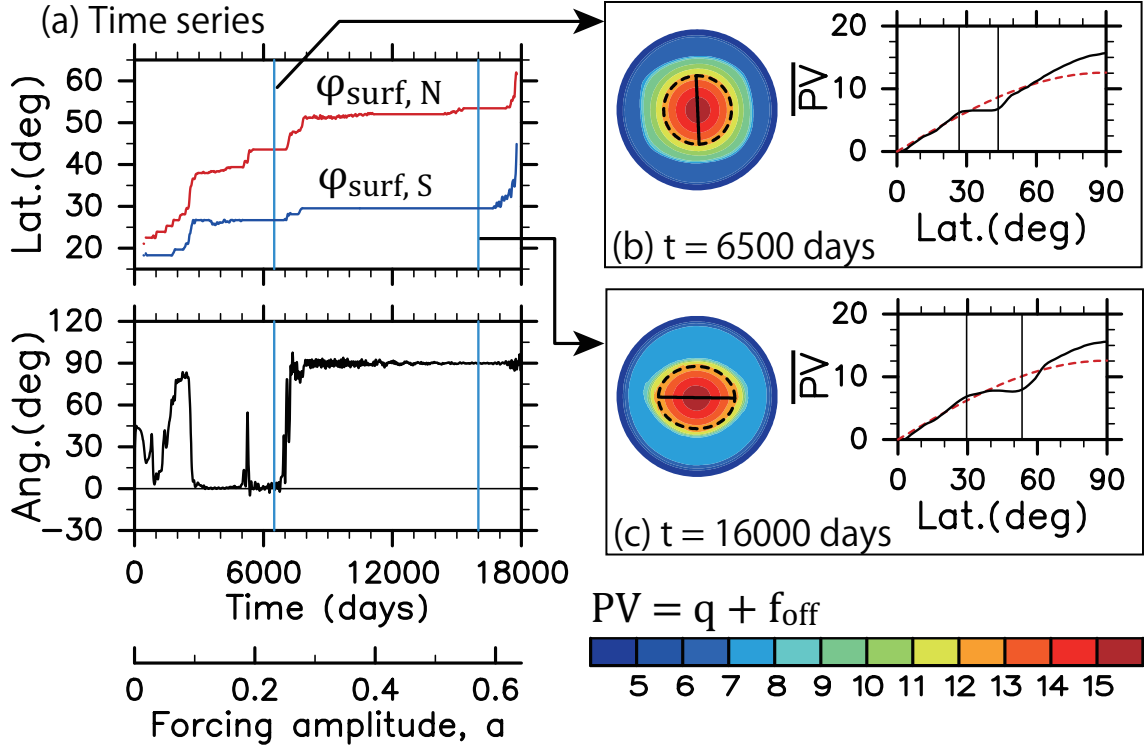 (a) Time series
Lat.(deg)
60
50
40
30
20
φsurf, N
φsurf, S
Ang.(deg)
120
90
60
30
0
−30
0 6000 12000 18000
Time (days)
0 0.2 0.4 0.6
Forcing amplitude, a
PV
20
10
0
0 30 60 90
Lat.(deg)
(b) t = 6500 days
PV
20
10
0
0 30 60 90
Lat.(deg)
(c) t = 16000 days
PV = q + foff
5 6 7 8 9 10 11 12 13 14 15